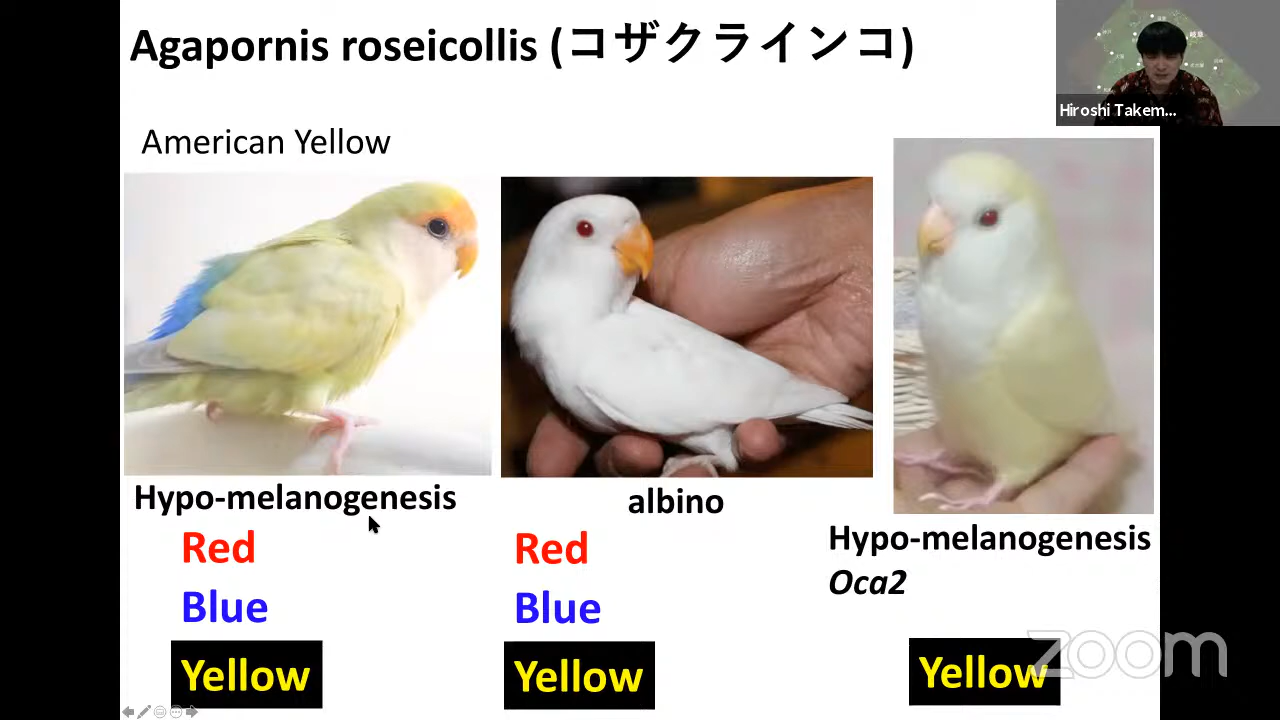 Agapornis roseicollis (コザクラインコ)
Hiroshi Takem...
American Yellow
Hypo-melanogenesis
Red
Blue
Yellow
albino
Red
Blue
Yellow
Hypo-melanogenesis
Oca2
Yellow
zoom